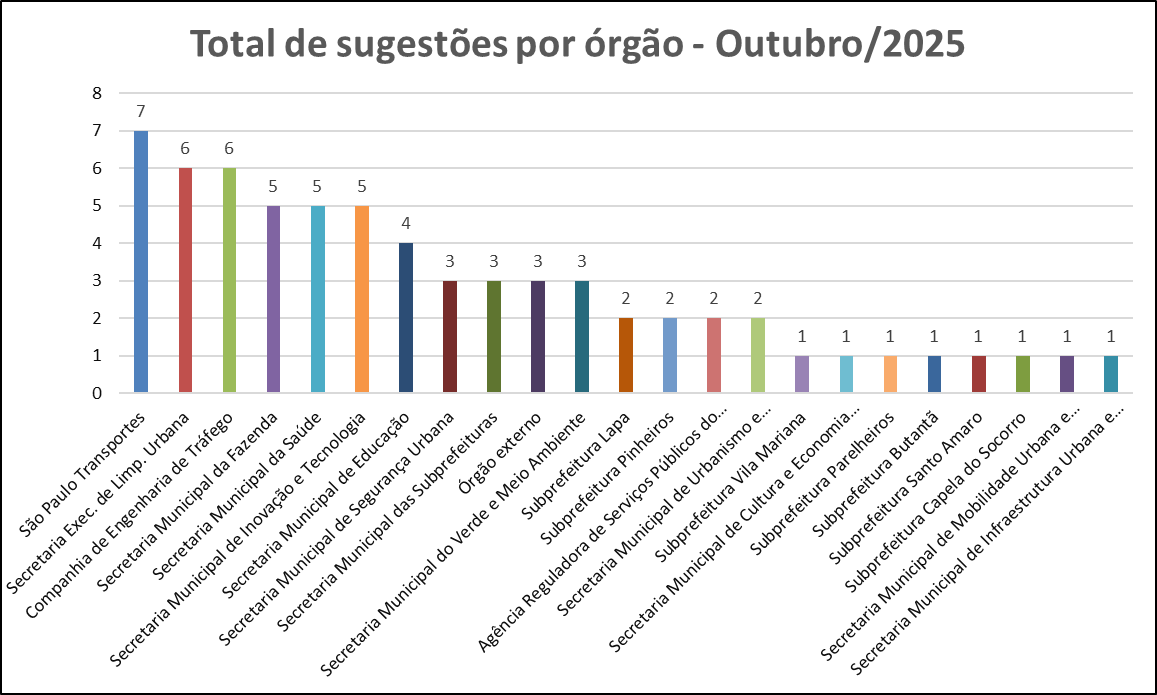 Total de sugestões por órgão - Outubro/2025
8
7
6
5
4
3
2
1
0
7
6
6
5
5
5
4
3
3
3
3
2
2
2
2
1
1
1
1
1
1
1
1
São Paulo Transportes
Secretaria Exec. de Limp. Urbana
Companhia de Engenharia de Tráfego
Secretaria Municipal da Fazenda
Secretaria Municipal da Saúde
Secretaria Municipal de Inovação e Tecnologia
Secretaria Municipal de Educação
Secretaria Municipal de Segurança Urbana
Secretaria Municipal das Subprefeituras
Órgão externo
Secretaria Municipal do Verde e Meio Ambiente
Subprefeitura Lapa
Subprefeitura Pinheiros
Agência Reguladora de Serviços Públicos do...
Secretaria Municipal de Urbanismo e...
Subprefeitura Vila Mariana
Secretaria Municipal de Cultura e Economia...
Subprefeitura Parelheiros
Subprefeitura Butantã
Subprefeitura Santo Amaro
Subprefeitura Capela do Socorro
Secretaria Municipal de Mobilidade Urbana e...
Secretaria Municipal de Infraestrutura Urbana e...